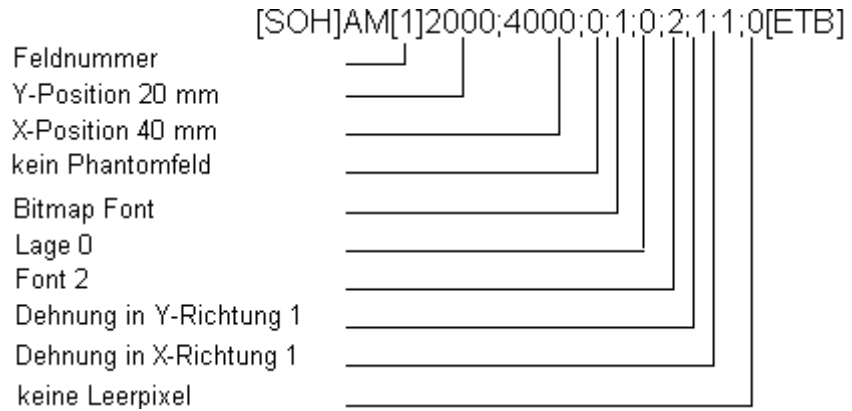 [SOH]AM[1]2000;4000;0;1;0;2;1;1;0[ETB]
Feldnummer
Y-Position 20 mm
X-Position 40 mm
kein Phantomfeld
Bitmap Font
Lage 0
Font 2
Dehnung in Y-Richtung 1
Dehnung in X-Richtung 1
keine Leerpixel